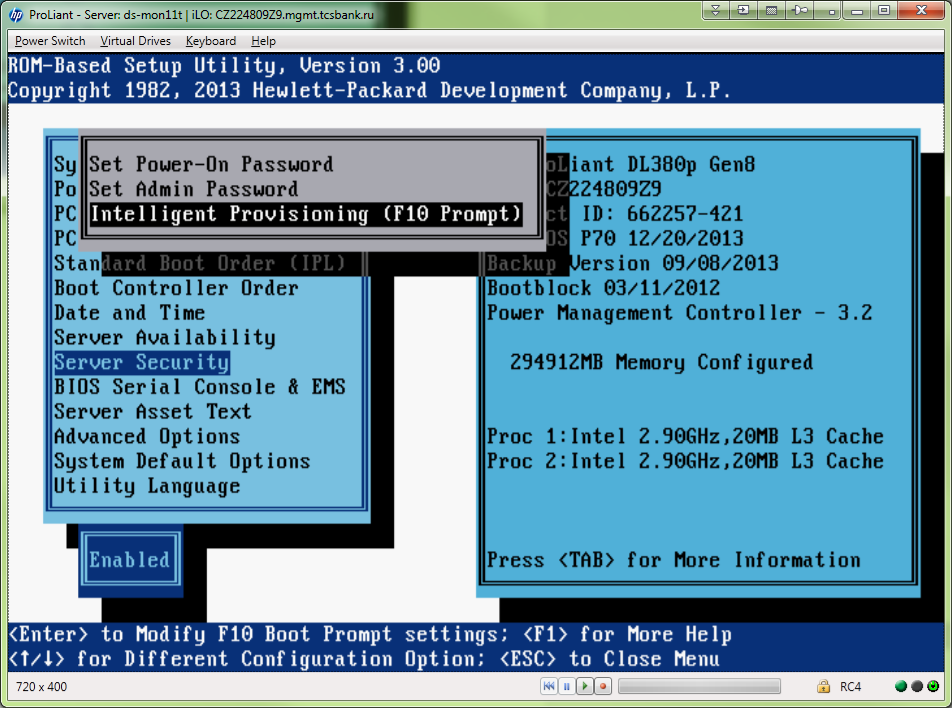 ProLiant - Server: ds-mon11t | iLO: CZ224809Z9.mgmt.tcsbank.ru
Power Switch Virtual Drives Keyboard Help
ROM-Based Setup Utility, Version 3.00
Copyright 1982, 2013 Hewlett-Packard Development Company, L.P.
Set Power-On Password
Set Admin Password
Intelligent Provisioning (F10 Prompt)
Sy
Po
PC
PC
Standard Boot Order (IPL)
Boot Controller Order
Date and Time
Server Availability
Server Security
BIOS Serial Console & EMS
Server Asset Text
Advanced Options
System Default Options
Utility Language
Enabled
oLiant DL380p Gen8
CZ224809Z9
ct ID: 662257-421
OS P70 12/20/2013
Backup Version 09/08/2013
Bootblock 03/11/2012
Power Management Controller - 3.2
294912MB Memory Configured
Proc 1:Intel 2.90GHz,20MB L3 Cache
Proc 2:Intel 2.90GHz,20MB L3 Cache
Press <TAB> for More Information
<Enter> to Modify F10 Boot Prompt settings; <F1> for More Help
<↑/↓> for Different Configuration Option; <ESC> to Close Menu
720 x 400
RC4